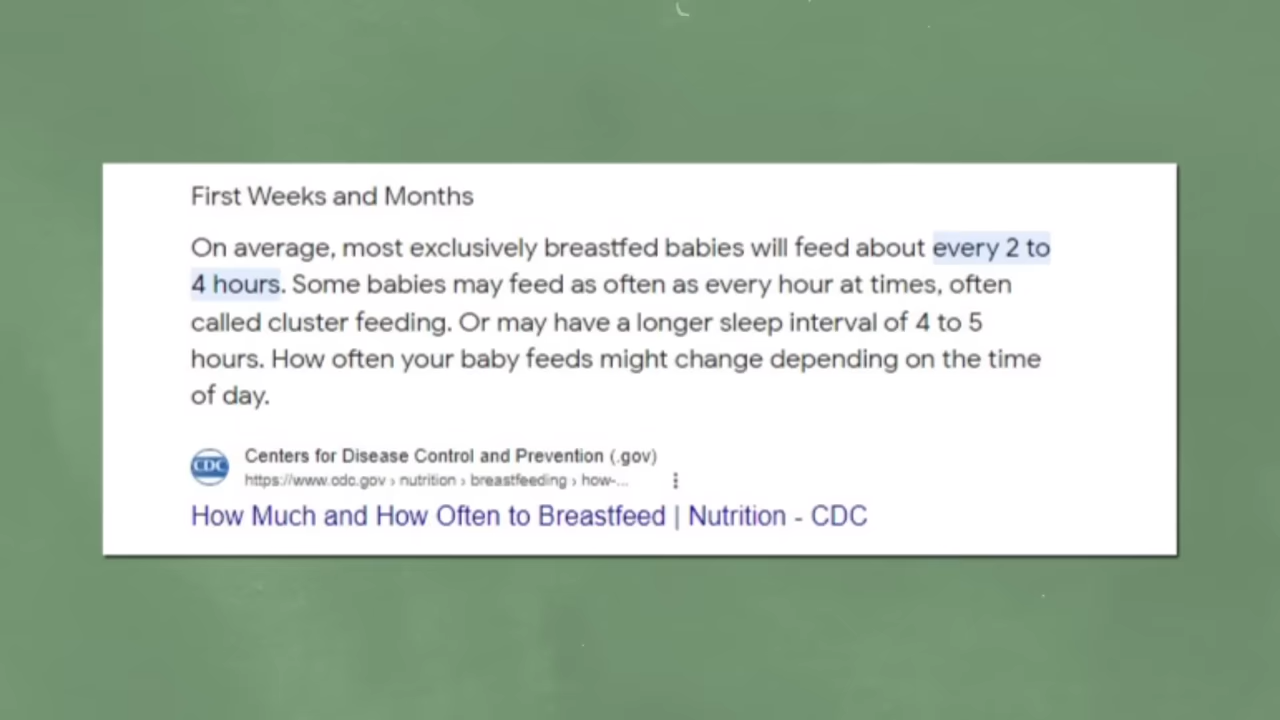 First Weeks and Months
On average, most exclusively breastfed babies will feed about every 2 to
4 hours. Some babies may feed as often as every hour at times, often
called cluster feeding. Or may have a longer sleep interval of 4 to 5
hours. How often your baby feeds might change depending on the time
of day.
CDC
Centers for Disease Control and Prevention (.gov)
https://www.cdc.gov › nutrition › breastfeeding › how-...
How Much and How Often to Breastfeed | Nutrition - CDC